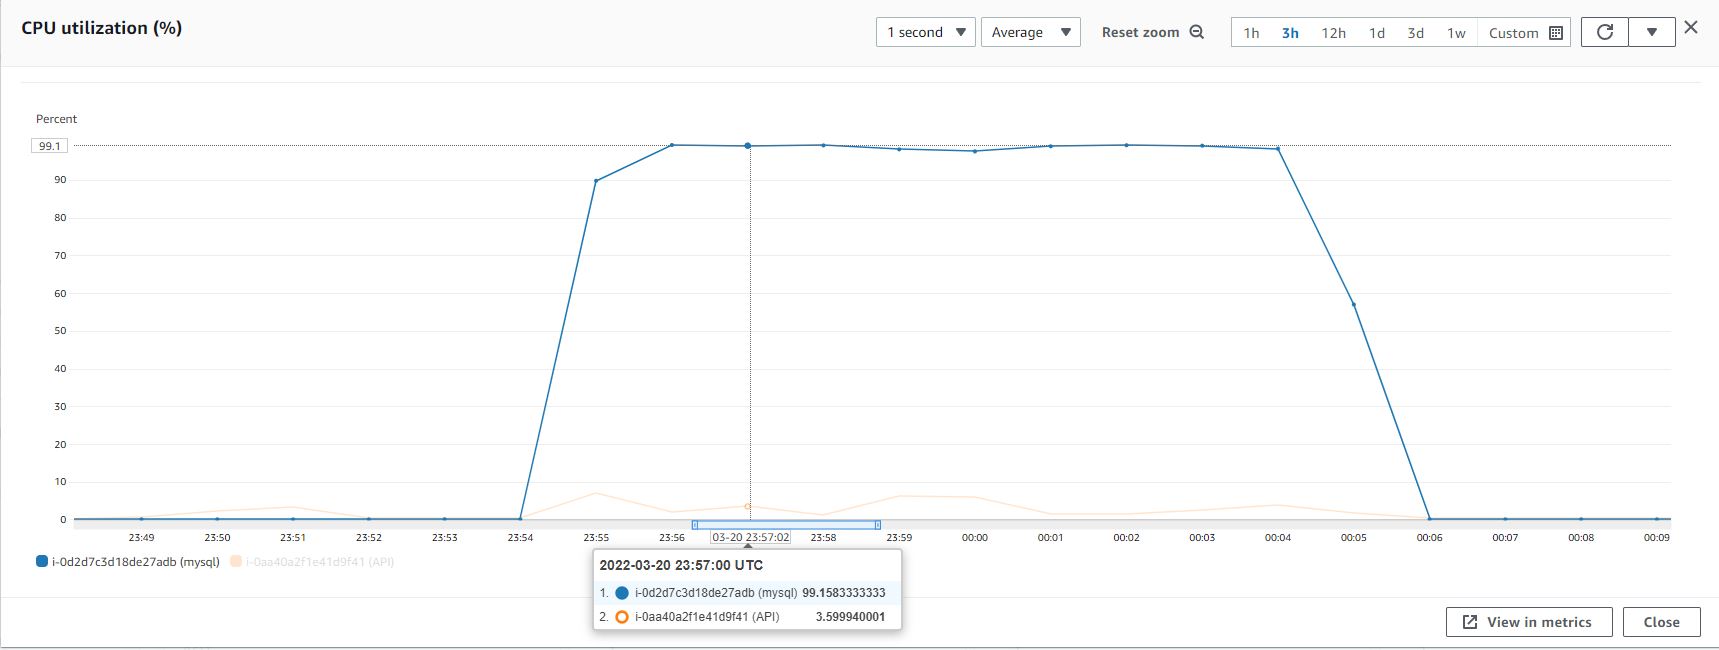 CPU utilization (%)
1 second
Average
Reset zoom
1h 3h 12h 1d 3d 1w Custom
Percent
99.1
90
80
70
60
50
40
30
20
10
0
23:49 23:50 23:51 23:52 23:53 23:54 23:55 23:56 03-20 23:57:02 23:58 23:59 00:00 00:01 00:02 00:03 00:04 00:05 00:06 00:07 00:08 00:09
i-0d2d7c3d18de27adb (mysql) i-0aa40a2f1e41d9f41 (API)
2022-03-20 23:57:00 UTC
1. i-0d2d7c3d18de27adb (mysql) 99.1583333333
2. i-0aa40a2f1e41d9f41 (API) 3.599940001
View in metrics
Close